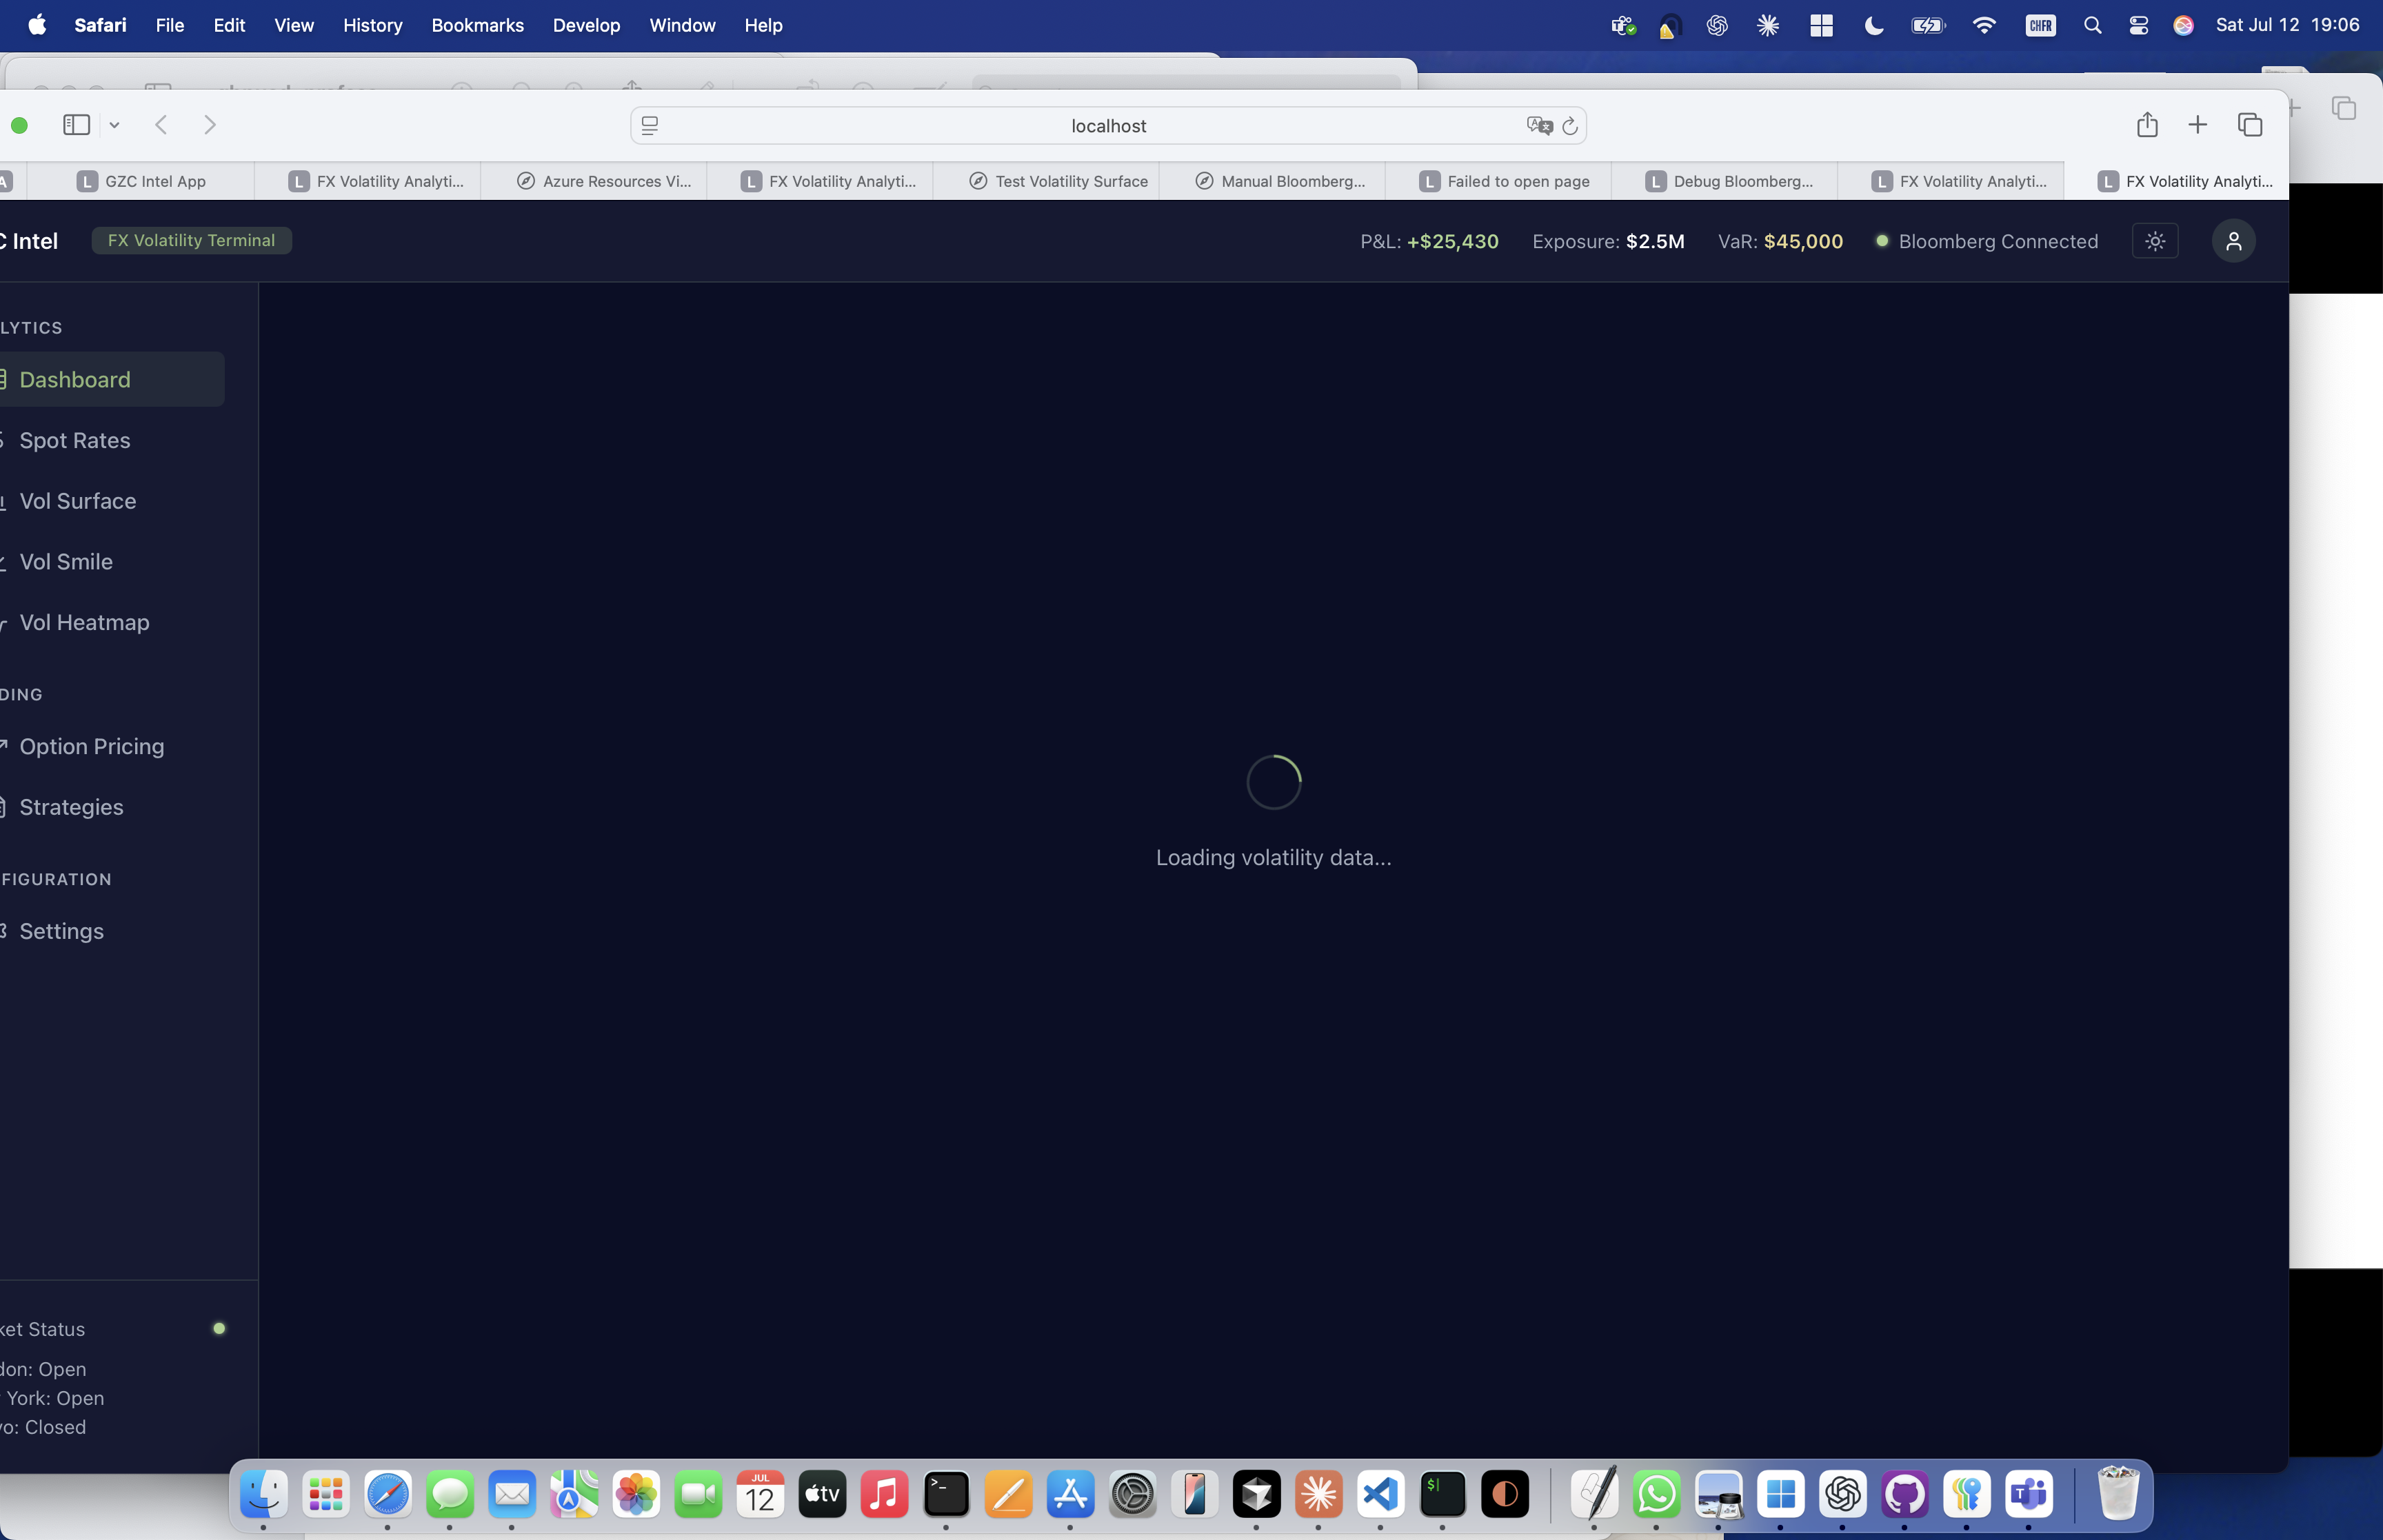 Safari File Edit View History Bookmarks Develop Window Help
CHFR
Sat Jul 12 19:06
localhost
A
L GZC Intel App
L FX Volatility Analyti...
Azure Resources Vi...
L FX Volatility Analyti...
Test Volatility Surface
Manual Bloomberg...
L Failed to open page
L Debug Bloomberg...
L FX Volatility Analyti...
L FX Volatility Analyti...
C Intel
FX Volatility Terminal
P&L: +$25,430
Exposure: $2.5M
VaR: $45,000
Bloomberg Connected
LYTICS
Dashboard
Spot Rates
Vol Surface
Vol Smile
Vol Heatmap
DING
Option Pricing
Strategies
FIGURATION
Settings
Loading volatility data...
ket Status
don: Open
York: Open
yo: Closed
JUL
12
tv
>_
$
T